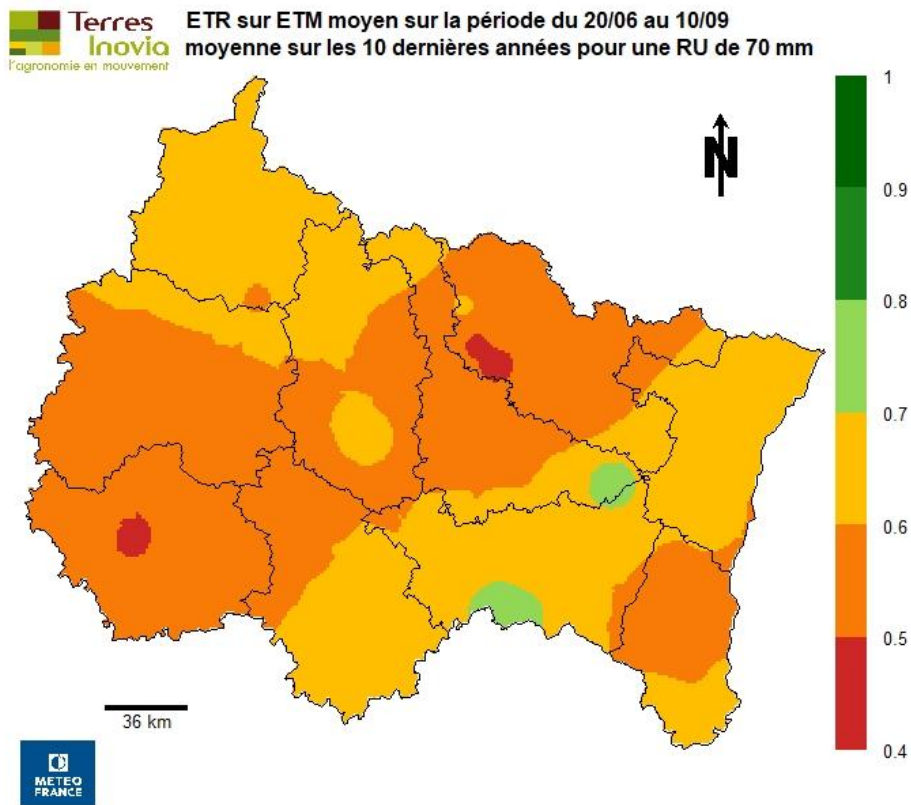 Terres
Inovia
l'agronomie en mouvement
ETR sur ETM moyen sur la période du 20/06 au 10/09
moyenne sur les 10 dernières années pour une RU de 70 mm
N
1
0.9
0.8
0.7
0.6
0.5
0.4
36 km
METEO
FRANCE